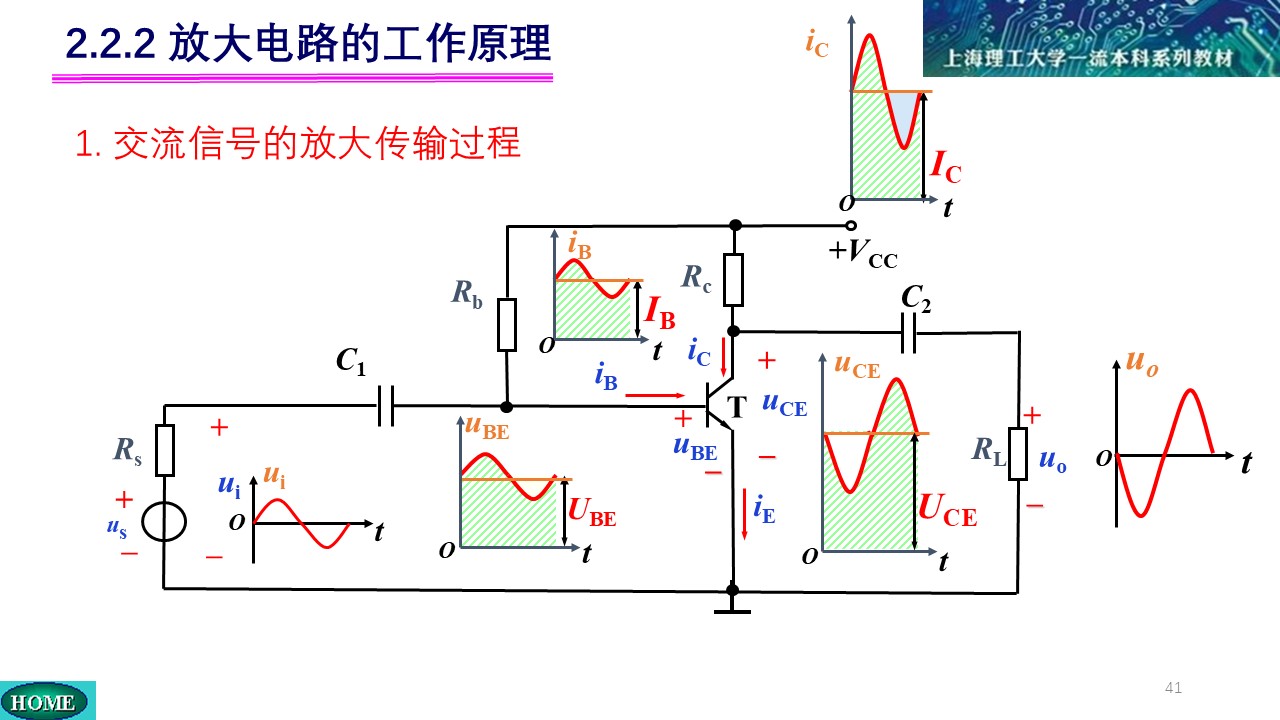 2.2.2 放大电路的工作原理
上海理工大学一流本科系列教材
1. 交流信号的放大传输过程
iC
IC
O
t
+VCC
Rb
iB
IB
O
t
Rc
C2
C1
iB
iC
+
uCE
−
T
+
uBE
−
iE
uCE
UCE
O
t
uBE
UBE
O
t
Rs
+
us
−
+
ui
−
ui
O
t
RL
+
uo
−
uo
O
t
HOME
41